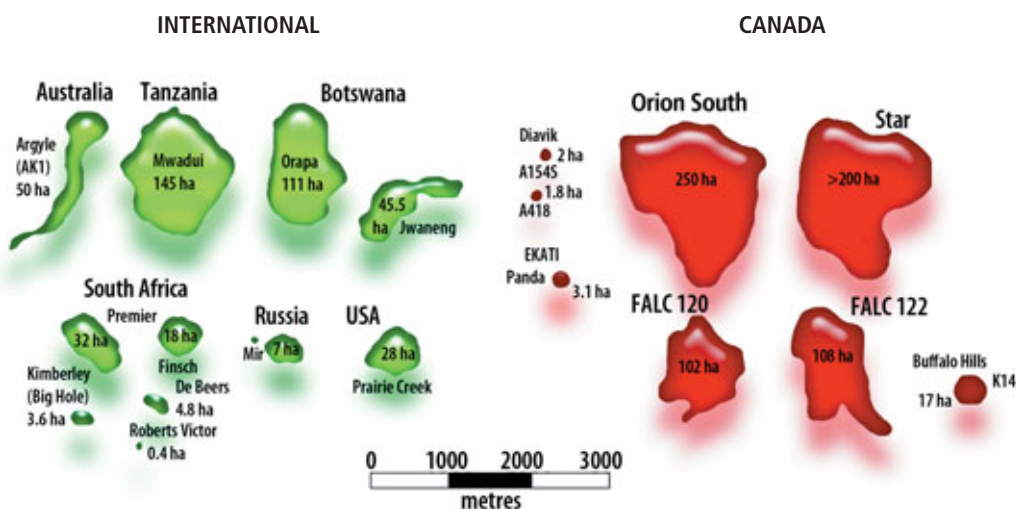 INTERNATIONAL
CANADA
Australia
Tanzania
Botswana
Argyle
(AK1)
50 ha
Mwadui
145 ha
Orapa
111 ha
45.5
ha
Jwaneng
South Africa
Premier
32 ha
18 ha
Finsch
Kimberley
(Big Hole)
3.6 ha
De Beers
4.8 ha
Roberts Victor
0.4 ha
Russia
Mir
7 ha
USA
28 ha
Prairie Creek
Diavik
2 ha
A154S
1.8 ha
A418
EKATI
Panda
3.1 ha
Orion South
250 ha
Star
>200 ha
FALC 120
102 ha
FALC 122
108 ha
Buffalo Hills
K14
17 ha
0 1000 2000 3000
metres